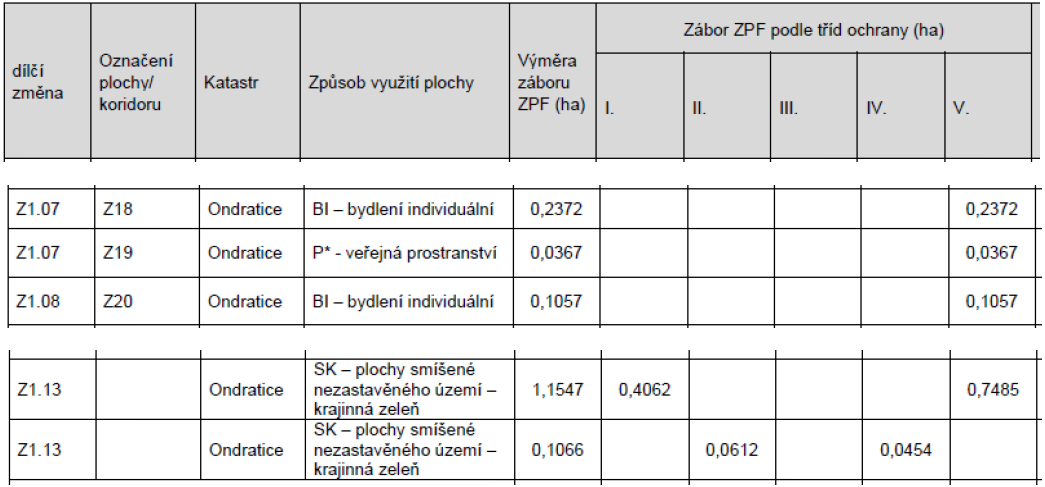 dílčí změna | Označení plochy/ koridoru | Katastr | Způsob využití plochy | Výměra záboru ZPF (ha) | Zábor ZPF podle tříd ochrany (ha)
I. | II. | III. | IV. | V.
Z1.07 | Z18 | Ondratice | BI – bydlení individuální | 0,2372 | | | | | 0,2372
Z1.07 | Z19 | Ondratice | P* - veřejná prostranství | 0,0367 | | | | | 0,0367
Z1.08 | Z20 | Ondratice | BI – bydlení individuální | 0,1057 | | | | | 0,1057
Z1.13 | | Ondratice | SK – plochy smíšené nezastavěného území – krajinná zeleň | 1,1547 | 0,4062 | | | | 0,7485
Z1.13 | | Ondratice | SK – plochy smíšené nezastavěného území – krajinná zeleň | 0,1066 | | 0,0612 | | 0,0454 |